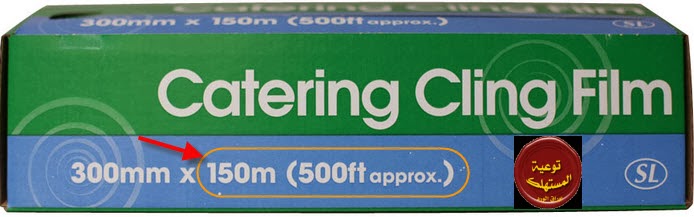 300mm x 150m (500ft approx.) SL
Catering Cling Film
300mm x 150m (500ft approx.) SL
توعية
المستهلك